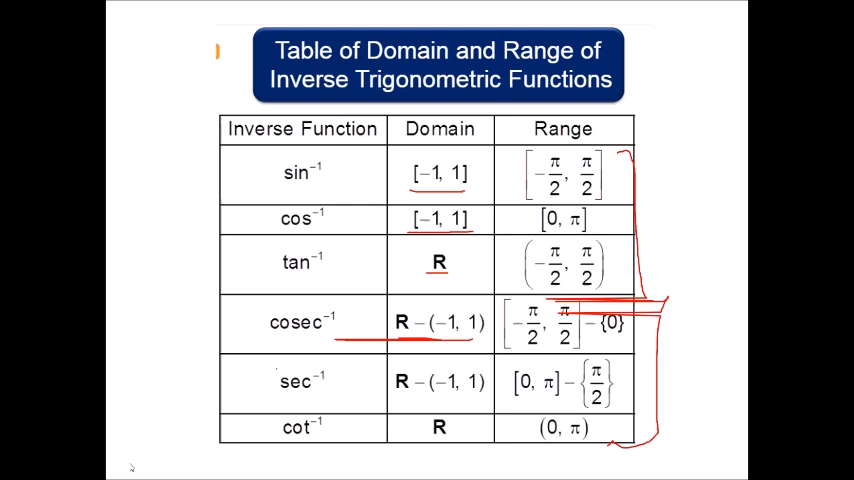 Table of Domain and Range of
Inverse Trigonometric Functions
Inverse Function Domain Range
sin⁻¹ [−1, 1] [−π/2, π/2]
cos⁻¹ [−1, 1] [0, π]
tan⁻¹ R (−π/2, π/2)
cosec⁻¹ R − (−1, 1) [−π/2, π/2] − {0}
sec⁻¹ R − (−1, 1) [0, π] − {π/2}
cot⁻¹ R (0, π)